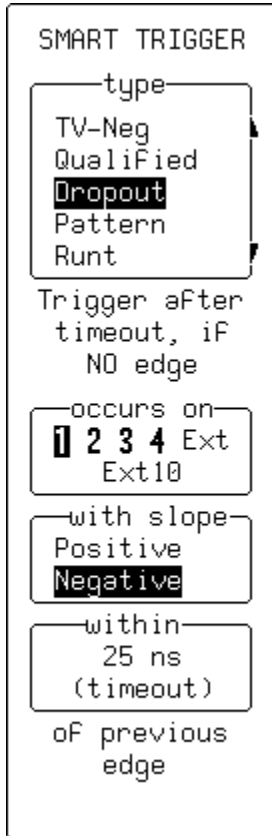 SMART TRIGGER
type
TV-Neg
Qualified
Dropout
Pattern
Runt
Trigger after
timeout, if
NO edge
occurs on
1 2 3 4 Ext
Ext10
with slope
Positive
Negative
within
25 ns
(timeout)
of previous
edge